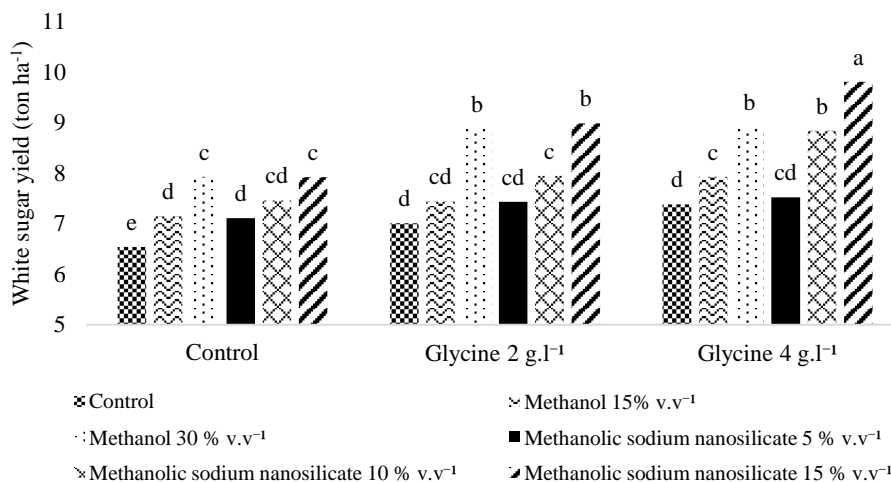 White sugar yield (ton ha⁻¹)
11
10
9
8
7
6
5
e
d
c
d
cd
c
d
cd
b
cd
c
b
d
c
b
cd
b
a
Control
Glycine 2 g.l⁻¹
Glycine 4 g.l⁻¹
Control
Methanol 15% v.v⁻¹
Methanol 30 % v.v⁻¹
Methanolic sodium nanosilicate 5 % v.v⁻¹
Methanolic sodium nanosilicate 10 % v.v⁻¹
Methanolic sodium nanosilicate 15 % v.v⁻¹